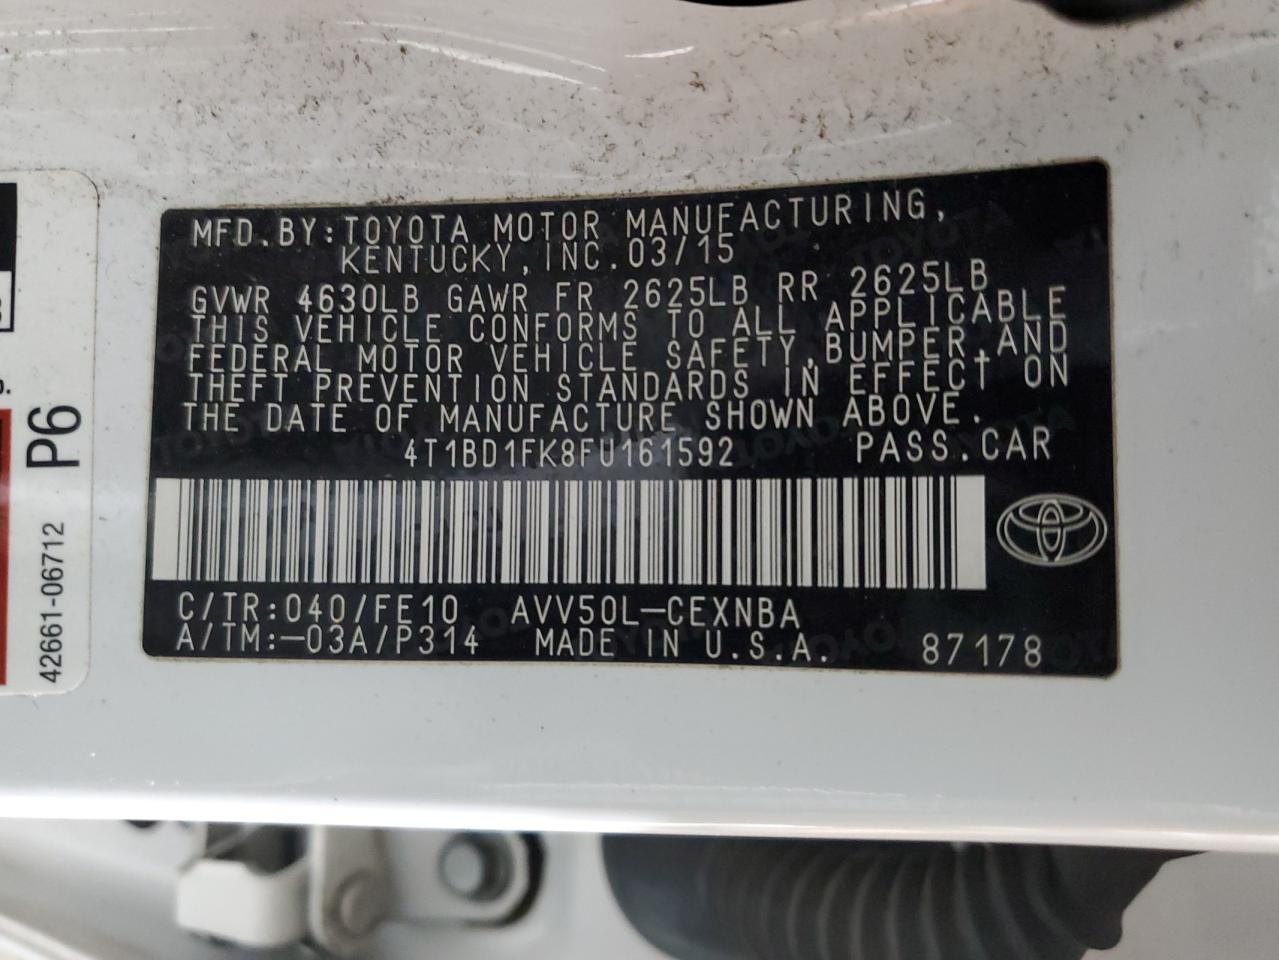 MFD.BY:TOYOTA MOTOR MANUFACTURING,
KENTUCKY,INC.03/15
GVWR 4630LB GAWR FR 2625LB RR 2625LB
THIS VEHICLE CONFORMS TO ALL APPLICABLE
FEDERAL MOTOR VEHICLE SAFETY,BUMPER,AND
THEFT PREVENTION STANDARDS IN EFFECT ON
THE DATE OF MANUFACTURE SHOWN ABOVE.
4T1BD1FK8FU161592 PASS.CAR
C/TR:040/FE10 AVV50L-CEXNBA
A/TM:-03A/P314 MADE IN U.S.A. 87178
P6
42661-06712